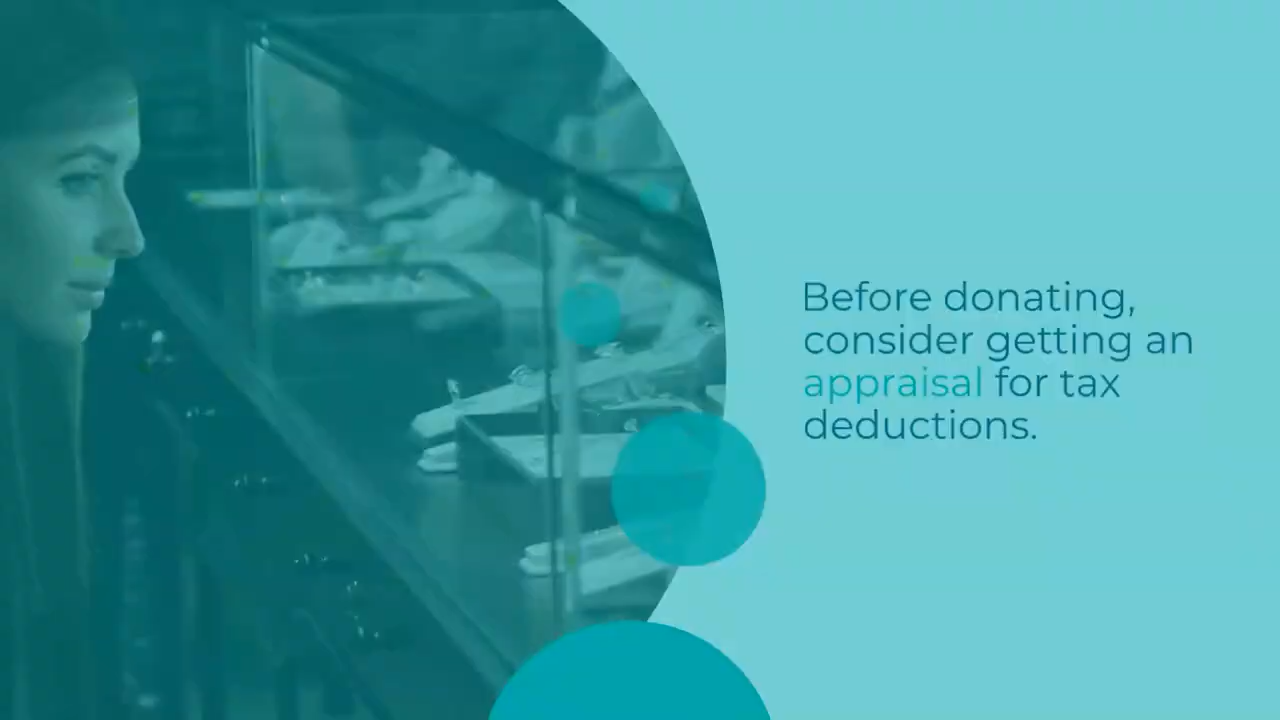 Before donating,
consider getting an
appraisal for tax
deductions.